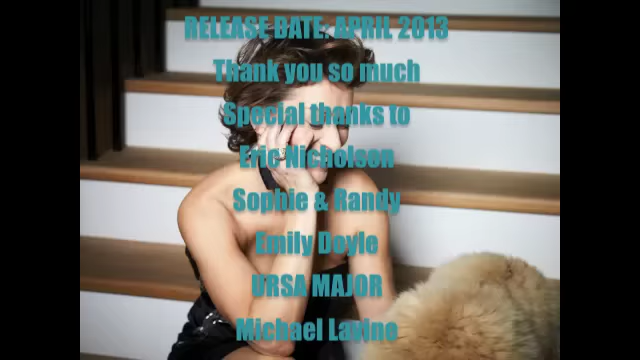 RELEASE DATE: APRIL 2013
Thank you so much
Special thanks to
Eric Nicholson
Sophie & Randy
Emily Doyle
URSA MAJOR
Michael Lavine